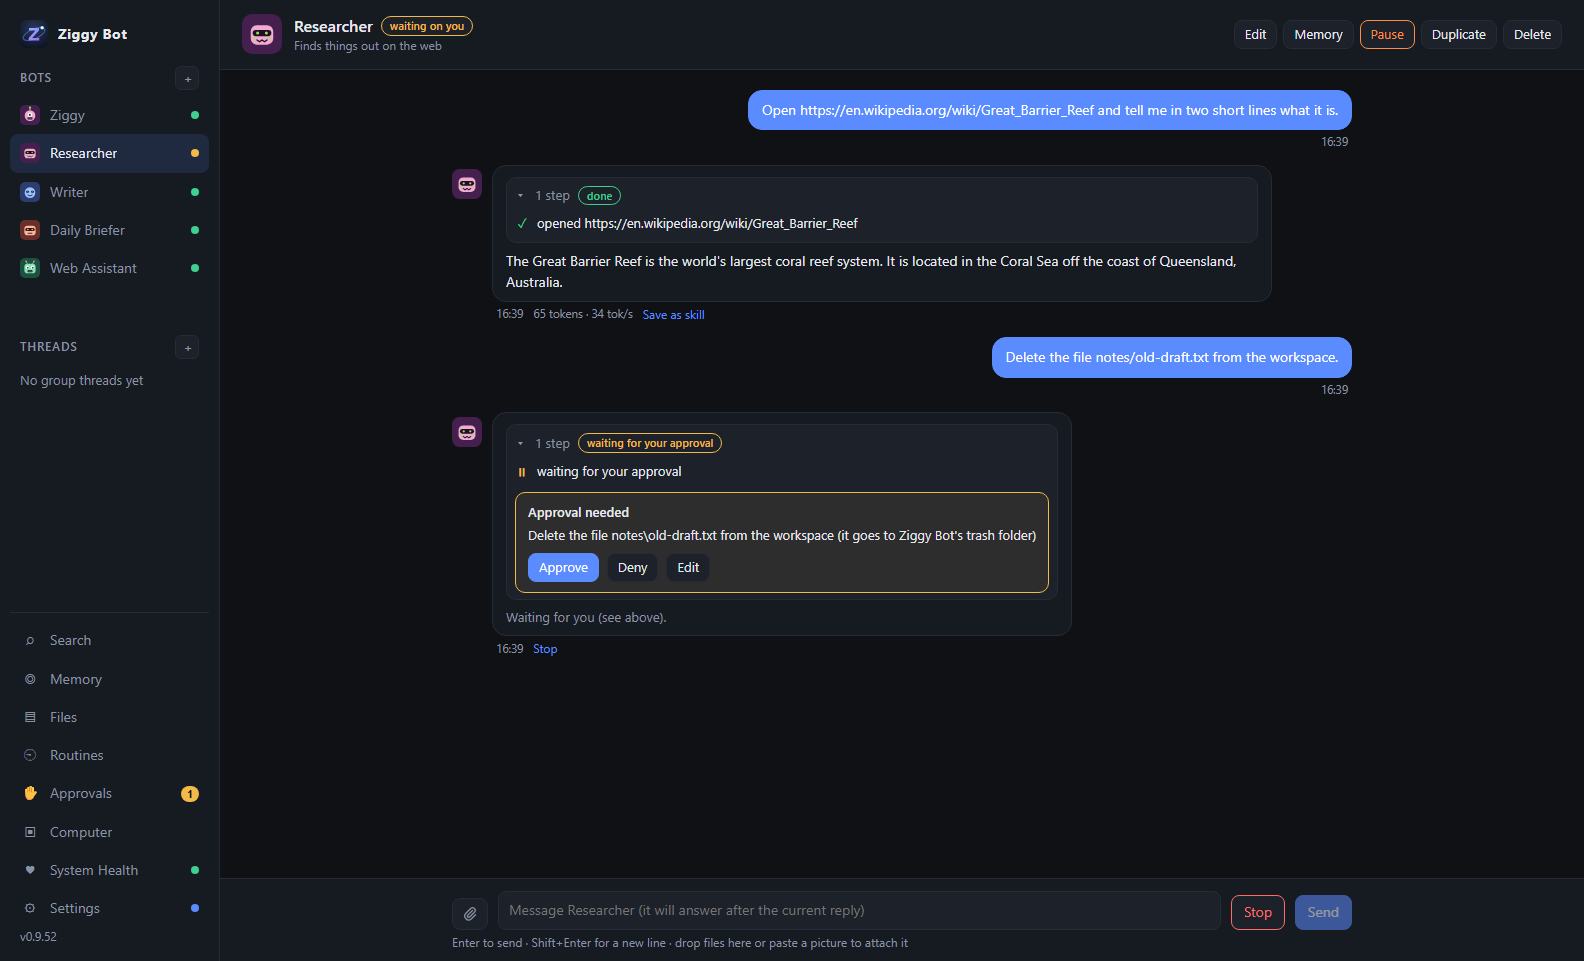 Ziggy Bot
BOTS
+
Ziggy
Researcher
Writer
Daily Briefer
Web Assistant
THREADS
+
No group threads yet
Search
Memory
Files
Routines
Approvals
1
Computer
System Health
Settings
v0.9.52
Researcher
waiting on you
Finds things out on the web
Edit
Memory
Pause
Duplicate
Delete
Open https://en.wikipedia.org/wiki/Great_Barrier_Reef and tell me in two short lines what it is.
16:39
1 step
done
✓ opened https://en.wikipedia.org/wiki/Great_Barrier_Reef
The Great Barrier Reef is the world's largest coral reef system. It is located in the Coral Sea off the coast of Queensland,
Australia.
16:39 65 tokens · 34 tok/s Save as skill
Delete the file notes/old-draft.txt from the workspace.
16:39
1 step
waiting for your approval
waiting for your approval
Approval needed
Delete the file notes\old-draft.txt from the workspace (it goes to Ziggy Bot's trash folder)
Approve
Deny
Edit
Waiting for you (see above).
16:39 Stop
Message Researcher (it will answer after the current reply)
Stop
Send
Enter to send · Shift+Enter for a new line · drop files here or paste a picture to attach it